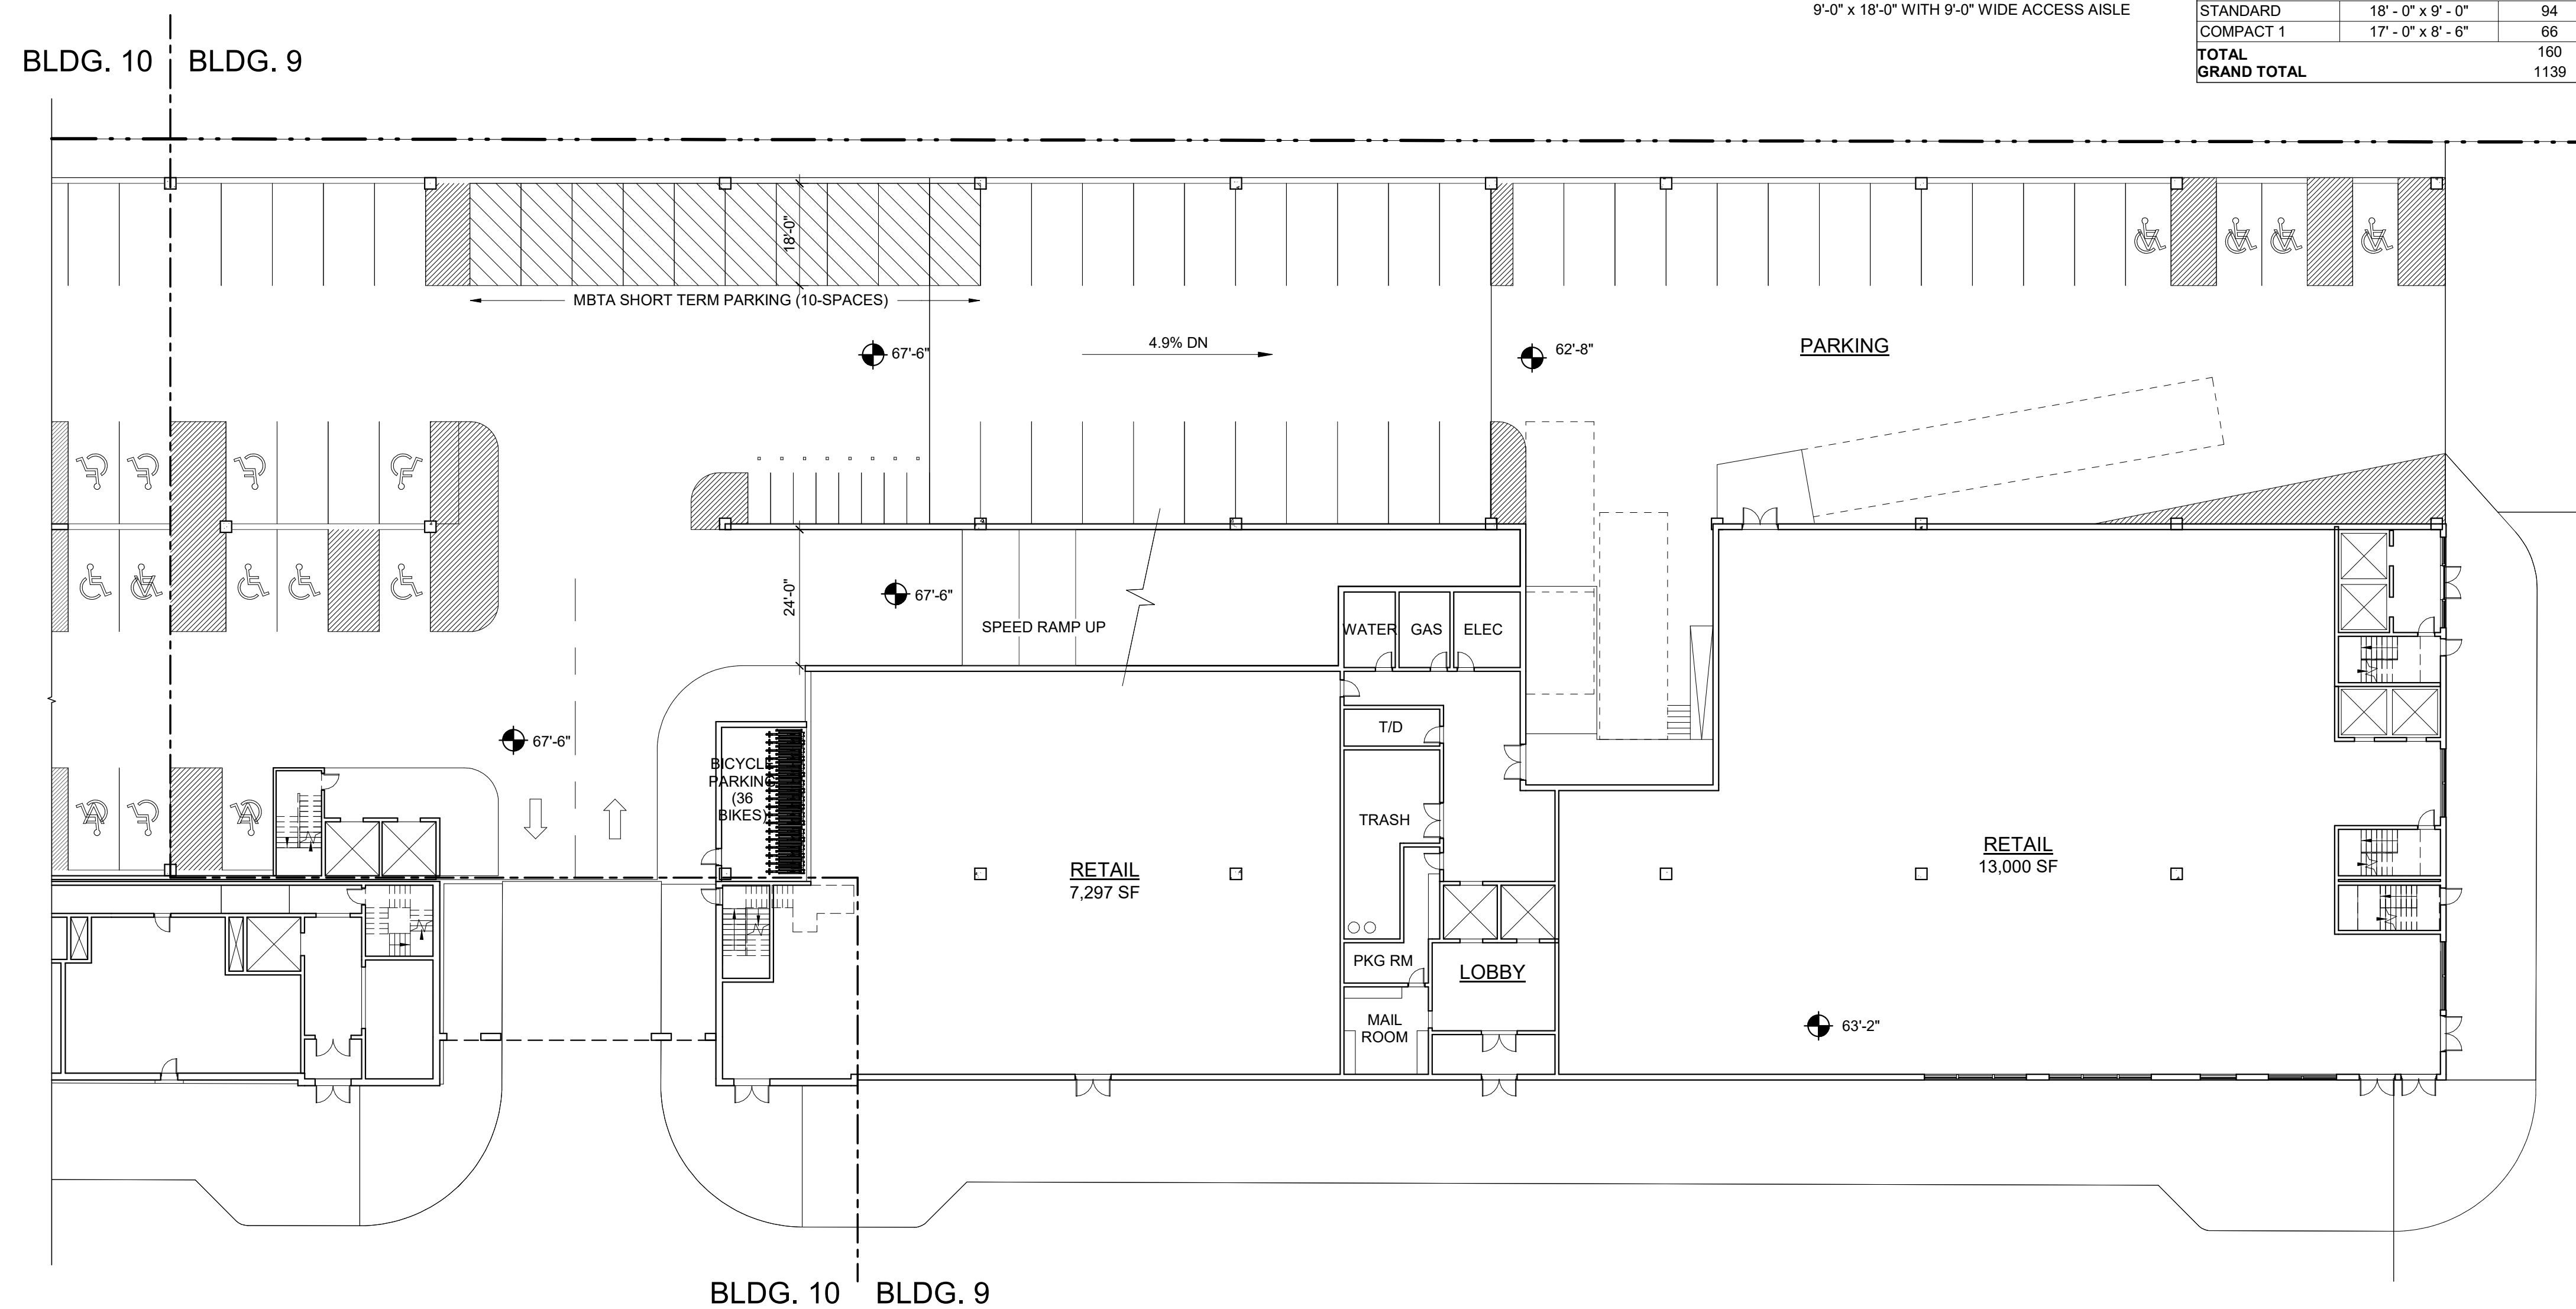 9'-0" x 18'-0" WITH 9'-0" WIDE ACCESS AISLE
STANDARD 18' - 0" x 9' - 0" 94
COMPACT 1 17' - 0" x 8' - 6" 66
TOTAL 160
GRAND TOTAL 1139
BLDG. 10 BLDG. 9
18'-0"
MBTA SHORT TERM PARKING (10-SPACES)
67'-6"
4.9% DN
62'-8"
PARKING
24'-0"
67'-6"
SPEED RAMP UP
WATER GAS ELEC
67'-6"
T/D
BICYCLE
PARKING
(36
BIKES)
TRASH
RETAIL
7,297 SF
RETAIL
13,000 SF
PKG RM
LOBBY
MAIL
ROOM
63'-2"
BLDG. 10 BLDG. 9